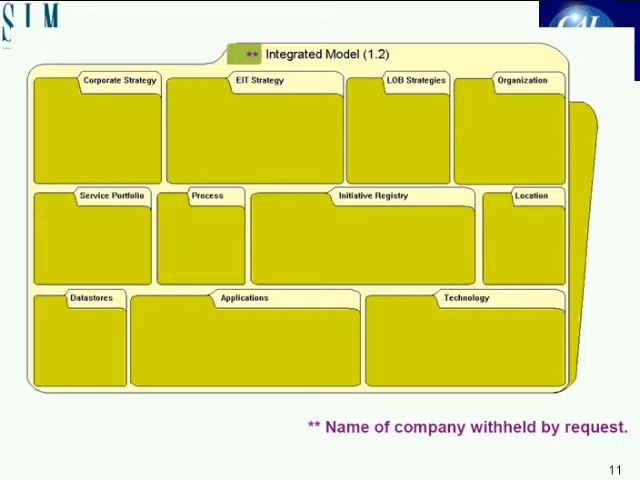 SIM
CAI
** Integrated Model (1.2)
Corporate Strategy
EIT Strategy
LOB Strategies
Organization
Service Portfolio
Process
Initiative Registry
Location
Datastores
Applications
Technology
** Name of company withheld by request.
11